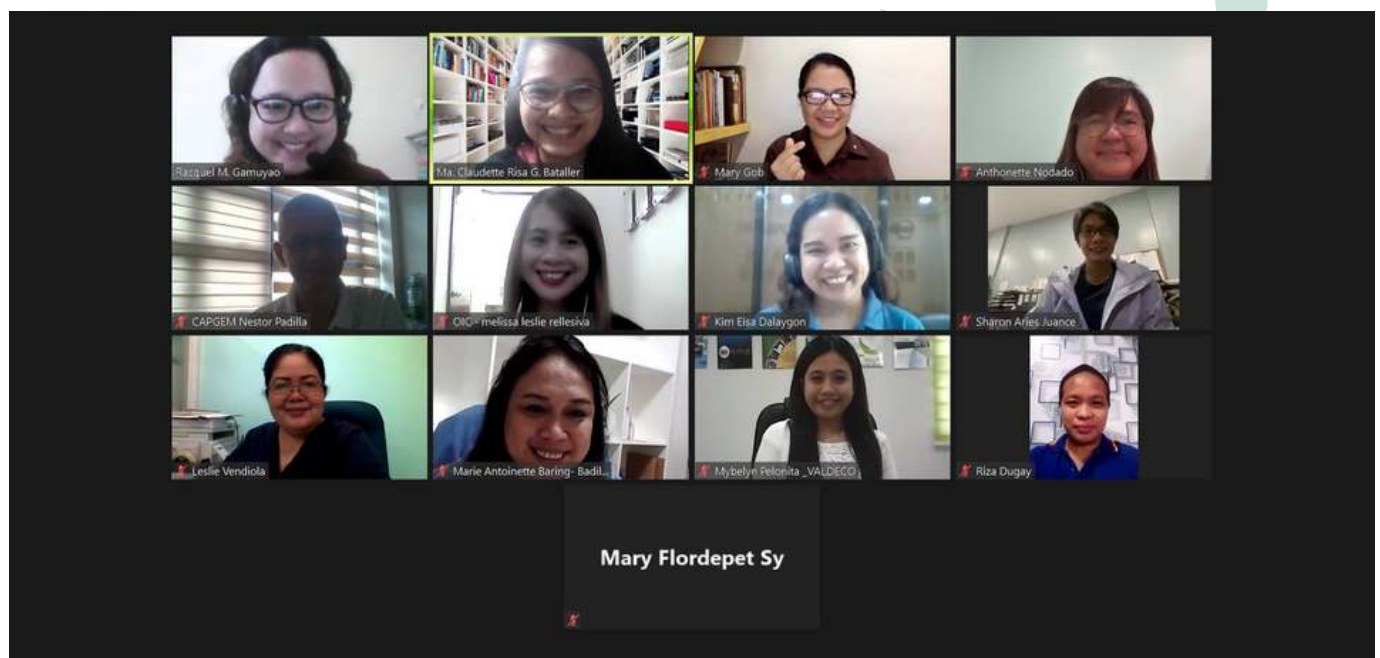 Racquel M. Gamuyao
Ma. Claudette Risa G. Bataller
Mary Gob
Anthonette Nodado
CAPGEM Nestor Padilla
OIC- melissa leslie rellesiva
Kim Eisa Dalaygon
Sharon Aries Juance
Leslie Vendiola
Marie Antoinette Baring- Badil...
Mybelyn Pelonita _VALDECO
Riza Dugay
Mary Flordepet Sy